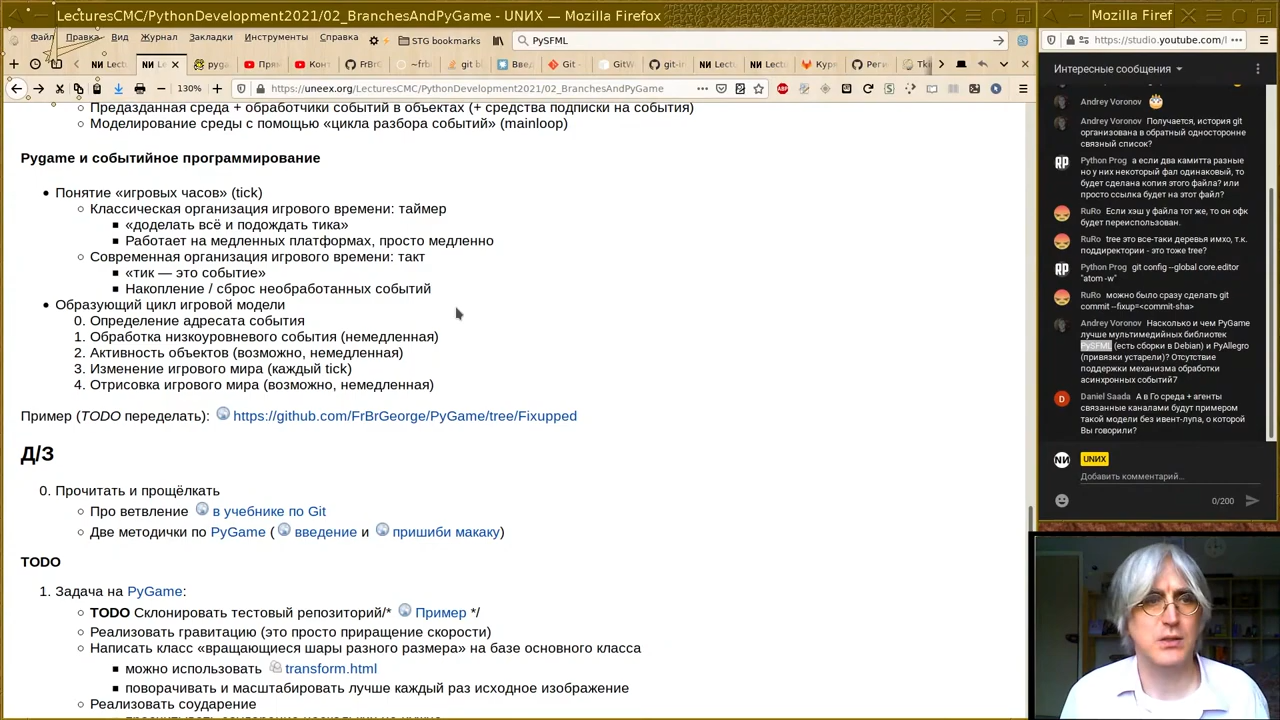 LecturesCMC/PythonDevelopment2021/02_BranchesAndPyGame - UNИX — Mozilla Firefox
Файл Правка Вид Журнал Закладки Инструменты Справка
STG bookmarks
PySFML
130%
https://uneex.org/LecturesCMC/PythonDevelopment2021/02_BranchesAndPyGame
Предазданная среда + обработчики событий в объектах (+ средства подписки на события)
Моделирование среды с помощью «цикла разбора событий» (mainloop)
Pygame и событийное программирование
Понятие «игровых часов» (tick)
Классическая организация игрового времени: таймер
«доделать всё и подождать тика»
Работает на медленных платформах, просто медленно
Современная организация игрового времени: такт
«тик — это событие»
Накопление / сброс необработанных событий
Образующий цикл игровой модели
0. Определение адресата события
1. Обработка низкоуровневого события (немедленная)
2. Активность объектов (возможно, немедленная)
3. Изменение игрового мира (каждый tick)
4. Отрисовка игрового мира (возможно, немедленная)
Пример (TODO переделать): https://github.com/FrBrGeorge/PyGame/tree/Fixupped
Д/З
0. Прочитать и прощёлкать
Про ветвление в учебнике по Git
Две методички по PyGame ( введение и пришиби макаку)
TODO
1. Задача на PyGame:
TODO Склонировать тестовый репозиторий/* Пример */
Реализовать гравитацию (это просто приращение скорости)
Написать класс «вращающиеся шары разного размера» на базе основного класса
можно использовать transform.html
поворачивать и масштабировать лучше каждый раз исходное изображение
Реализовать соударение
Mozilla Firef
https://studio.youtube.com/l
Интересные сообщения
Andrey Voronov
Andrey Voronov Получается, история git
организована в обратный односторонне
связный список?
Python Prog а если два камитта разные
но у них некоторый фал одинаковый, то
будет сделана копия этого файла? или
просто ссылка будет на этот файл?
RuRo Если хэш у файла тот же, то он офк
будет переиспользован.
RuRo tree это все-таки деревья имхо, т.к.
поддиректории - это тоже tree?
Python Prog git config --global core.editor
"atom -w"
RuRo можно было сразу сделать git
commit --fixup=<commit-sha>
Andrey Voronov Насколько и чем PyGame
лучше мультимедийных библиотек
PySFML (есть сборки в Debian) и PyAllegro
(привязки устарели)? Отсутствие
поддержки механизма обработки
асинхронных событий?
Daniel Saada А в Го среда + агенты
связанные каналами будут примером
такой модели без ивент-лупа, о которой
Вы говорили?
NИ UNИX
Добавить комментарий...
0/200